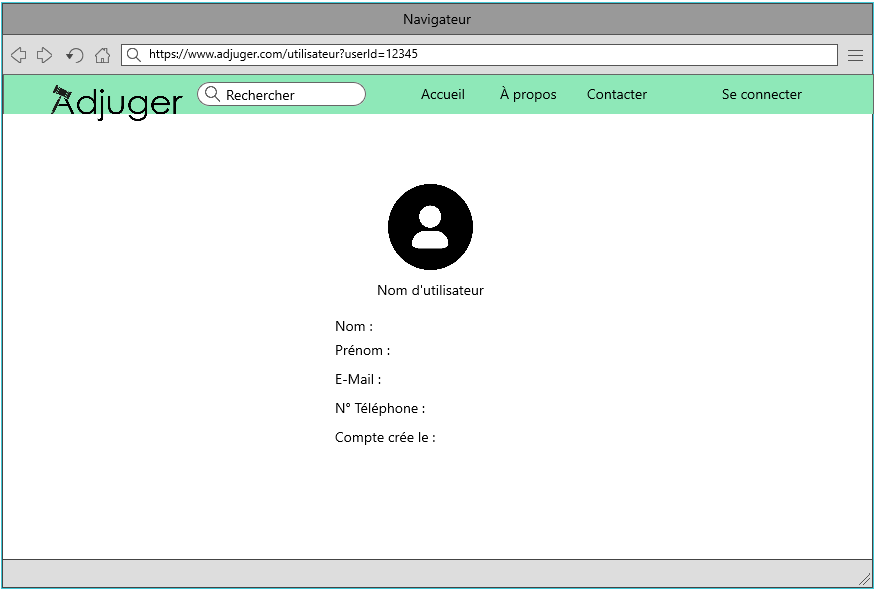 Navigateur
https://www.adjuger.com/utilisateur?userId=12345
Adjuger Rechercher Accueil À propos Contacter Se connecter
Nom d'utilisateur
Nom :
Prénom :
E-Mail :
N° Téléphone :
Compte crée le :